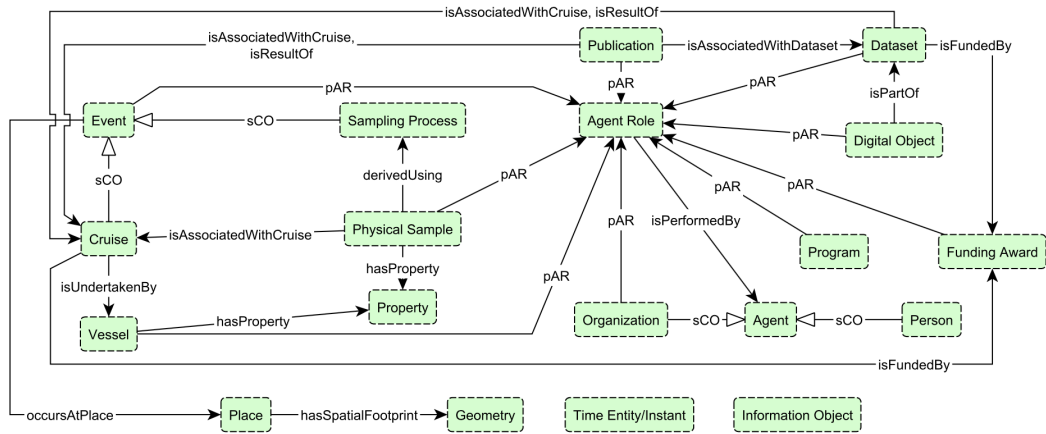 isAssociatedWithCruise, isResultOf
isAssociatedWithCruise,
isResultOf
Publication
isAssociatedWithDataset
Dataset
isFundedBy
pAR
pAR
pAR
isPartOf
Event
sCO
Sampling Process
Agent Role
pAR
Digital Object
sCO
derivedUsing
pAR
pAR
pAR
Cruise
isAssociatedWithCruise
Physical Sample
pAR
isPerformedBy
Program
Funding Award
isUndertakenBy
hasProperty
pAR
Vessel
hasProperty
Property
Organization
sCO
Agent
sCO
Person
isFundedBy
occursAtPlace
Place
hasSpatialFootprint
Geometry
Time Entity/Instant
Information Object